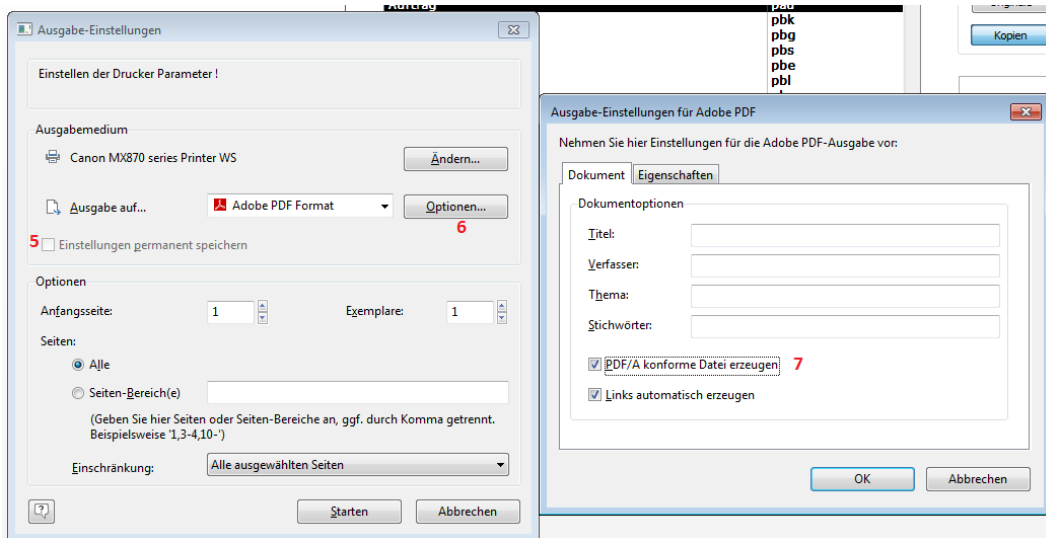 Auftrag
pad
pbk
pbg
pbs
pbe
pbl
Kopien
Ausgabe-Einstellungen
Einstellen der Drucker Parameter !
Ausgabemedium
Canon MX870 series Printer WS
Ändern...
Ausgabe auf...
Adobe PDF Format
Optionen...
6
5
Einstellungen permanent speichern
Optionen
Anfangsseite:
1
Exemplare:
1
Seiten:
Alle
Seiten-Bereich(e)
(Geben Sie hier Seiten oder Seiten-Bereiche an, ggf. durch Komma getrennt.
Beispielsweise '1,3-4,10-')
Einschränkung:
Alle ausgewählten Seiten
Starten
Abbrechen
Ausgabe-Einstellungen für Adobe PDF
Nehmen Sie hier Einstellungen für die Adobe PDF-Ausgabe vor:
Dokument
Eigenschaften
Dokumentoptionen
Titel:
Verfasser:
Thema:
Stichwörter:
PDF/A konforme Datei erzeugen
7
Links automatisch erzeugen
OK
Abbrechen